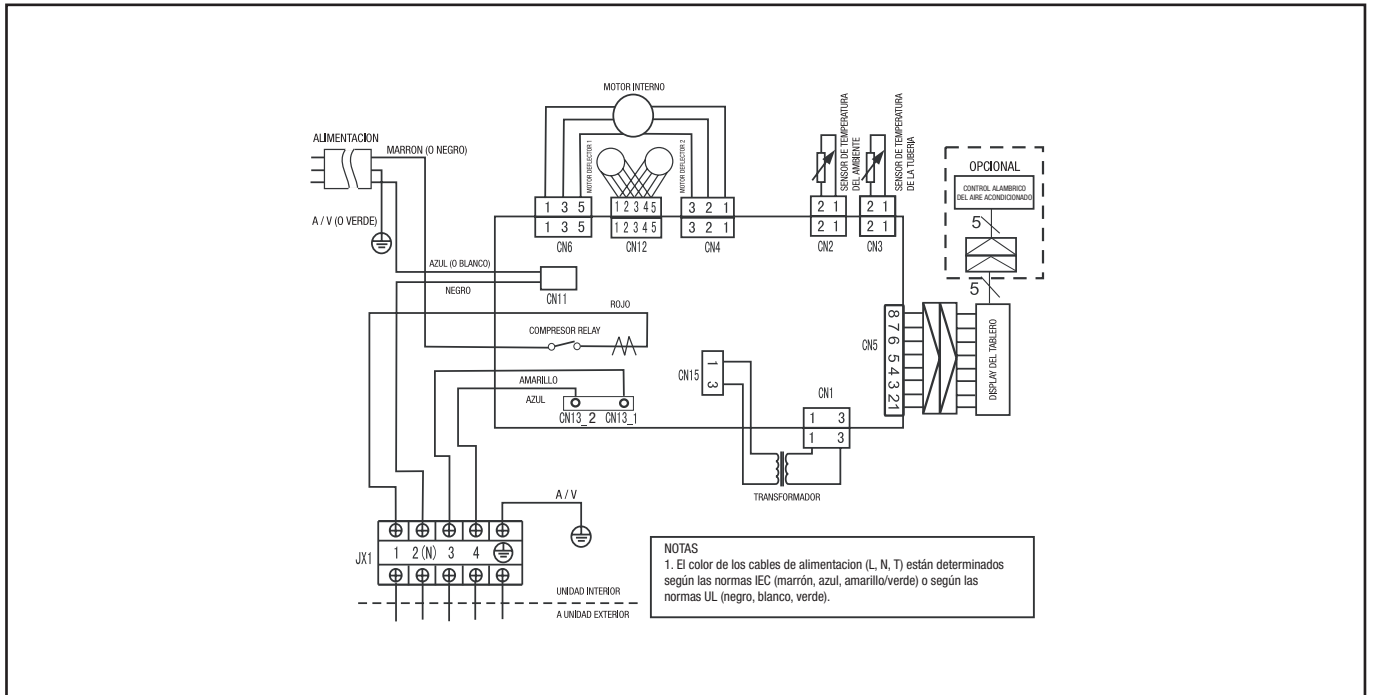 MOTOR INTERNO
ALIMENTACION
MARRON (O NEGRO)
A / V (O VERDE)
MOTOR DEFLECTOR 1
MOTOR DEFLECTOR 2
SENSOR DE TEMPERATURA
DEL AMBIENTE
SENSOR DE TEMPERATURA
DE LA TUBERJA
OPCIONAL
CONTROL ALAMBRICO
DEL AIRE ACONDICIONADO
5
5
1 3 5
1 3 5
CN6
1 2 3 4 5
1 2 3 4 5
CN12
3 2 1
3 2 1
CN4
2 1
2 1
CN2
2 1
2 1
CN3
AZUL (O BLANCO)
NEGRO
CN11
ROJO
COMPRESOR RELAY
CN5
8 7 6 5 4 3 2 1
DISPLAY DEL TABLERO
CN15
1 3
AMARILLO
AZUL
CN13_2 CN13_1
CN1
1 3
1 3
TRANSFORMADOR
A / V
JX1
1 2(N) 3 4
UNIDAD INTERIOR
A UNIDAD EXTERIOR
NOTAS
1. El color de los cables de alimentacion (L, N, T) están determinados
según las normas IEC (marrón, azul, amarillo/verde) o según las
normas UL (negro, blanco, verde).